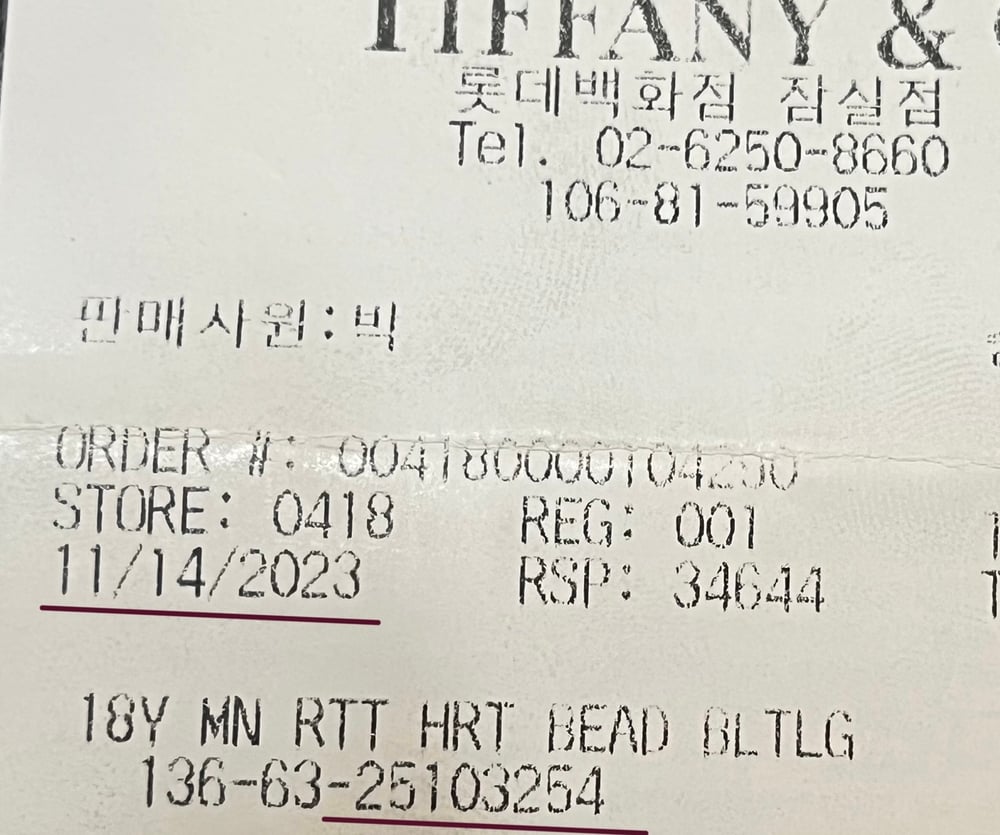 TIFFANY &
롯데백화점 잠실점
Tel. 02-6250-8660
106-81-59905
판매사원:박
ORDER #:
STORE: 0418 REG: 001
11/14/2023 RSP: 34644
18Y MN RTT HRT BEAD BLTLG
136-63-25103254